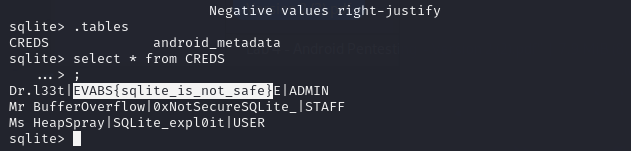 Negative values right-justify
sqlite> .tables
CREDS            android_metadata
sqlite> select * from CREDS
   ...> ;
Dr.l33t|EVABS{sqlite_is_not_safe}E|ADMIN
Mr BufferOverflow|0xNotSecureSQLite_|STAFF
Ms HeapSpray|SQLite_expl0it|USER
sqlite>